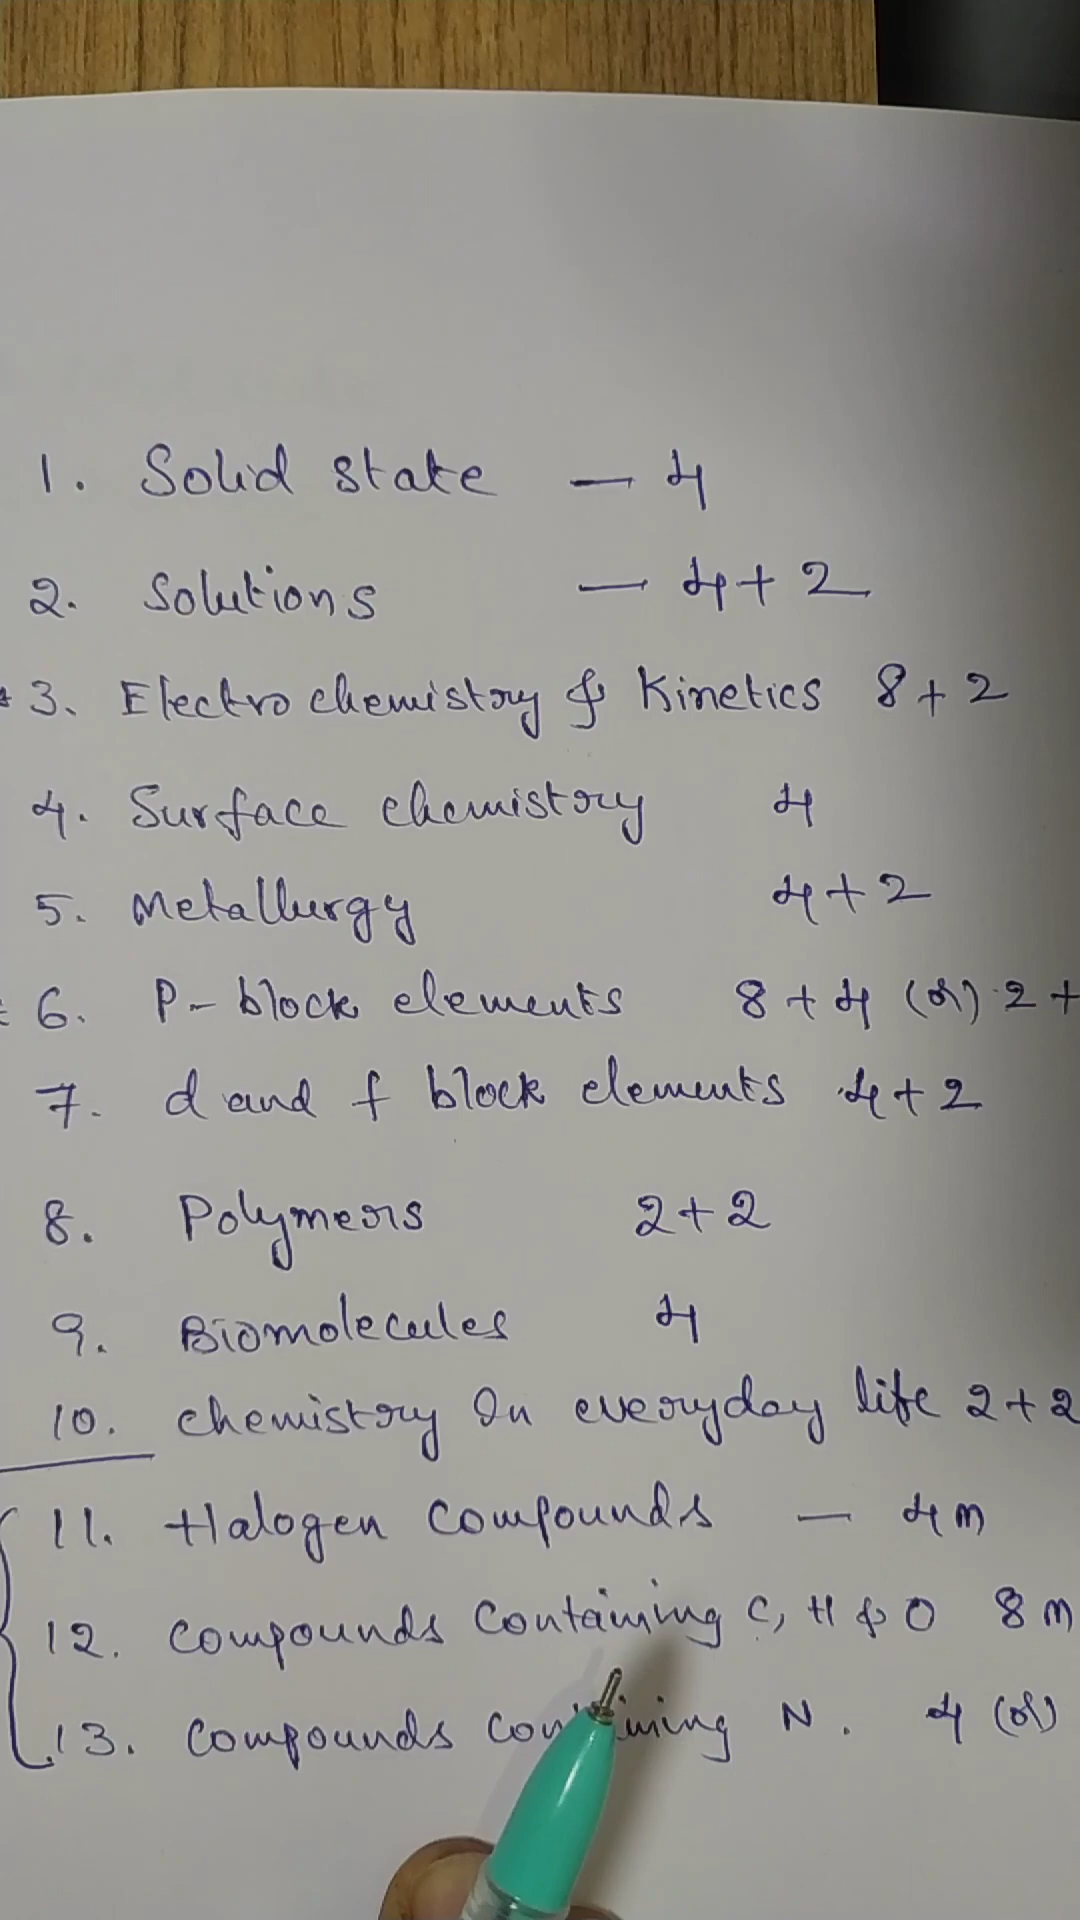 1. Solid state — 4
2. Solutions — 4+2
* 3. Electro chemistry & Kinetics 8+2
4. Surface chemistry 4
5. Metallurgy 4+2
6. P-block elements 8+4 (or) 2+
7. d and f block elements 4+2
8. Polymers 2+2
9. Biomolecules 4
10. chemistry In everyday life 2+2
11. Halogen compounds — 4m
12. compounds containing C, H & O 8m
13. compounds containing N. 4 (or)